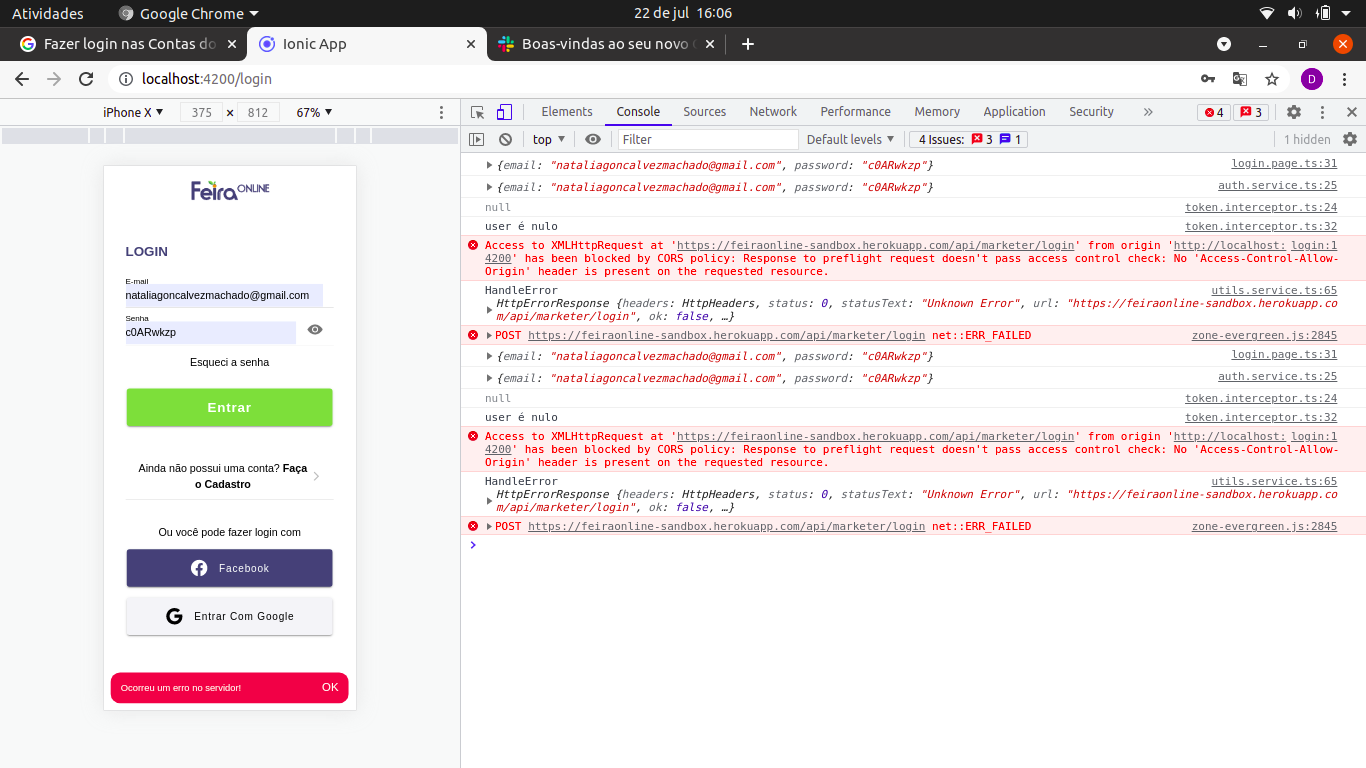 Atividades
Google Chrome
22 de jul 16:06
Fazer login nas Contas do
Ionic App
Boas-vindas ao seu novo
localhost:4200/login
D
iPhone X
375
×
812
67%
Elements
Console
Sources
Network
Performance
Memory
Application
Security
»
4
3
top
Filter
Default levels
4 Issues:
3
1
1 hidden
Feira ONLINE
LOGIN
E-mail
nataliagoncalvezmachado@gmail.com
Senha
c0ARwkzp
Esqueci a senha
Entrar
Ainda não possui uma conta? Faça
o Cadastro
Ou você pode fazer login com
Facebook
Entrar Com Google
Ocorreu um erro no servidor!
OK
{email: "nataliagoncalvezmachado@gmail.com", password: "c0ARwkzp"} login.page.ts:31
{email: "nataliagoncalvezmachado@gmail.com", password: "c0ARwkzp"} auth.service.ts:25
null token.interceptor.ts:24
user é nulo token.interceptor.ts:32
Access to XMLHttpRequest at 'https://feiraonline-sandbox.herokuapp.com/api/marketer/login' from origin 'http://localhost: login:1
4200' has been blocked by CORS policy: Response to preflight request doesn't pass access control check: No 'Access-Control-Allow-
Origin' header is present on the requested resource.
HandleError utils.service.ts:65
HttpErrorResponse {headers: HttpHeaders, status: 0, statusText: "Unknown Error", url: "https://feiraonline-sandbox.herokuapp.co
m/api/marketer/login", ok: false, …}
POST https://feiraonline-sandbox.herokuapp.com/api/marketer/login net::ERR_FAILED zone-evergreen.js:2845
{email: "nataliagoncalvezmachado@gmail.com", password: "c0ARwkzp"} login.page.ts:31
{email: "nataliagoncalvezmachado@gmail.com", password: "c0ARwkzp"} auth.service.ts:25
null token.interceptor.ts:24
user é nulo token.interceptor.ts:32
Access to XMLHttpRequest at 'https://feiraonline-sandbox.herokuapp.com/api/marketer/login' from origin 'http://localhost: login:1
4200' has been blocked by CORS policy: Response to preflight request doesn't pass access control check: No 'Access-Control-Allow-
Origin' header is present on the requested resource.
HandleError utils.service.ts:65
HttpErrorResponse {headers: HttpHeaders, status: 0, statusText: "Unknown Error", url: "https://feiraonline-sandbox.herokuapp.co
m/api/marketer/login", ok: false, …}
POST https://feiraonline-sandbox.herokuapp.com/api/marketer/login net::ERR_FAILED zone-evergreen.js:2845